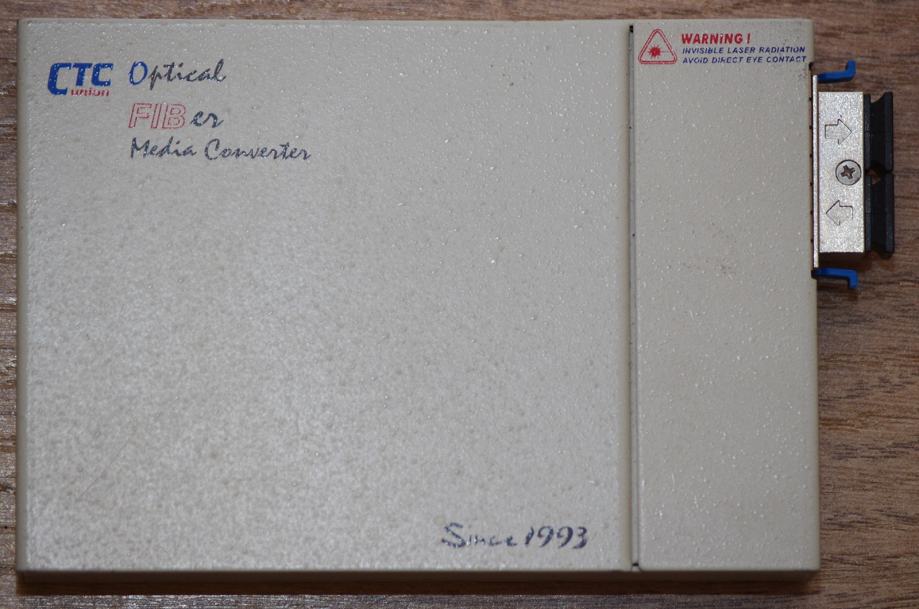 CTC union
Optical
FIBer
Media Converter
WARNING!
INVISIBLE LASER RADIATION
AVOID DIRECT EYE CONTACT
Since 1993